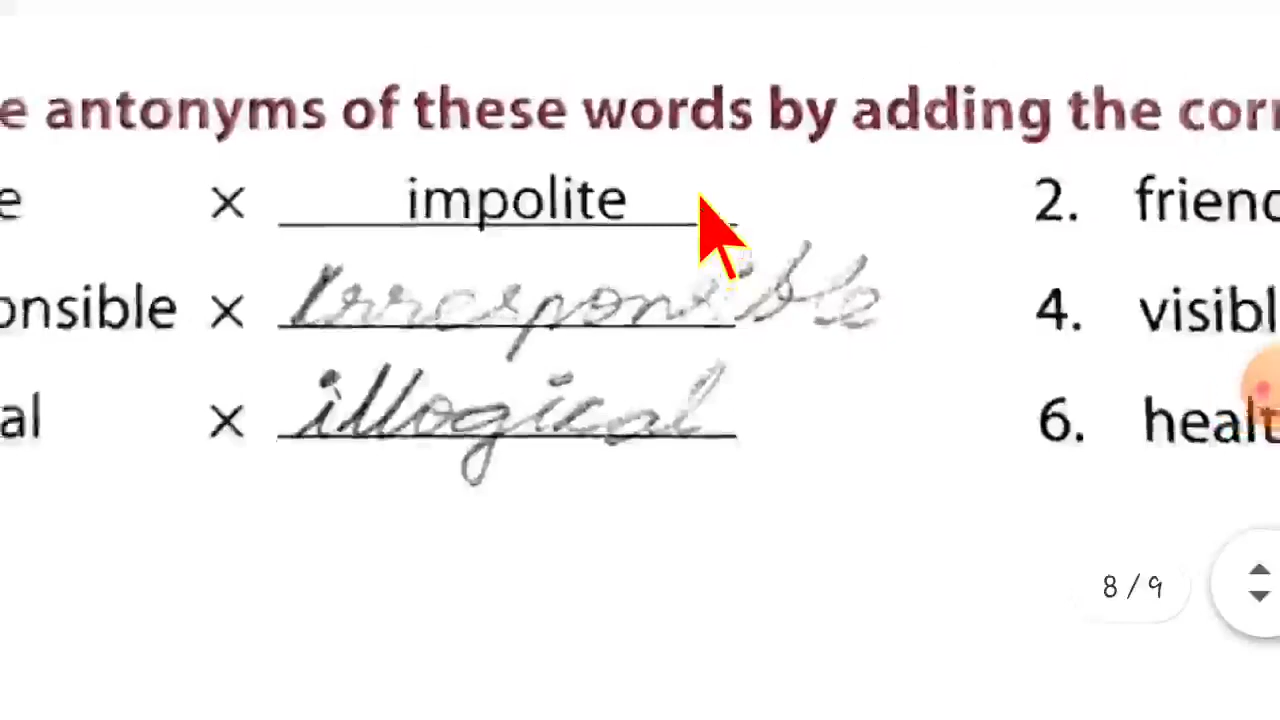 e antonyms of these words by adding the corr
e × impolite 2. friend
onsible × Irresponsible 4. visibl
al × illogical 6. healt
8 / 9